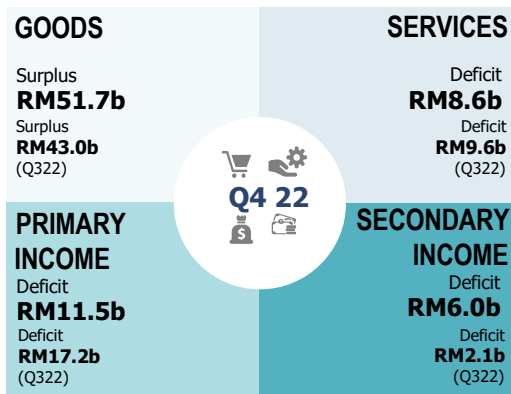 GOODS
Surplus
RM51.7b
Surplus
RM43.0b
(Q322)
SERVICES
Deficit
RM8.6b
Deficit
RM9.6b
(Q322)
Q4 22
PRIMARY
INCOME
Deficit
RM11.5b
Deficit
RM17.2b
(Q322)
SECONDARY
INCOME
Deficit
RM6.0b
Deficit
RM2.1b
(Q322)